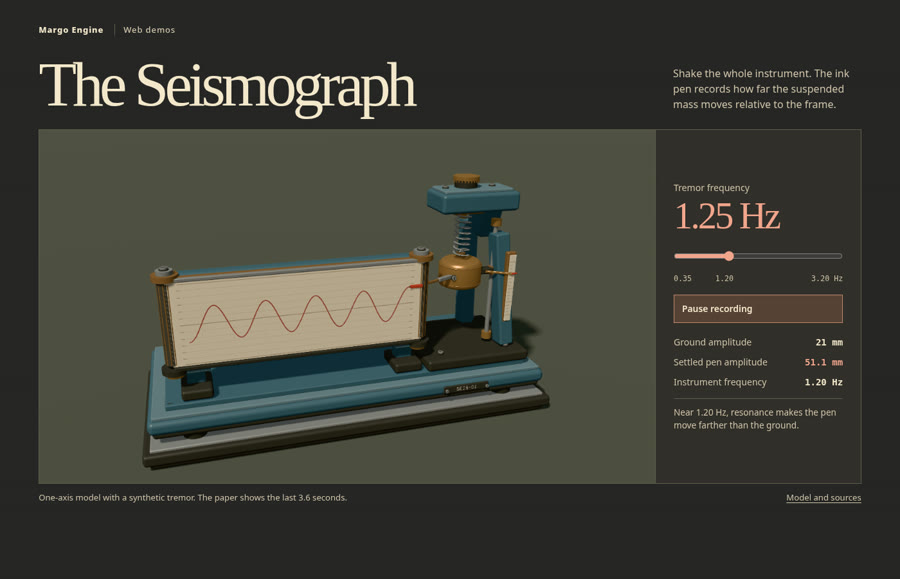 Margo Engine
Web demos
The Seismograph
Shake the whole instrument. The ink
pen records how far the suspended
mass moves relative to the frame.
Tremor frequency
1.25 Hz
0.35 1.20 3.20 Hz
Pause recording
Ground amplitude 21 mm
Settled pen amplitude 51.1 mm
Instrument frequency 1.20 Hz
Near 1.20 Hz, resonance makes the pen
move farther than the ground.
One-axis model with a synthetic tremor. The paper shows the last 3.6 seconds.
Model and sources